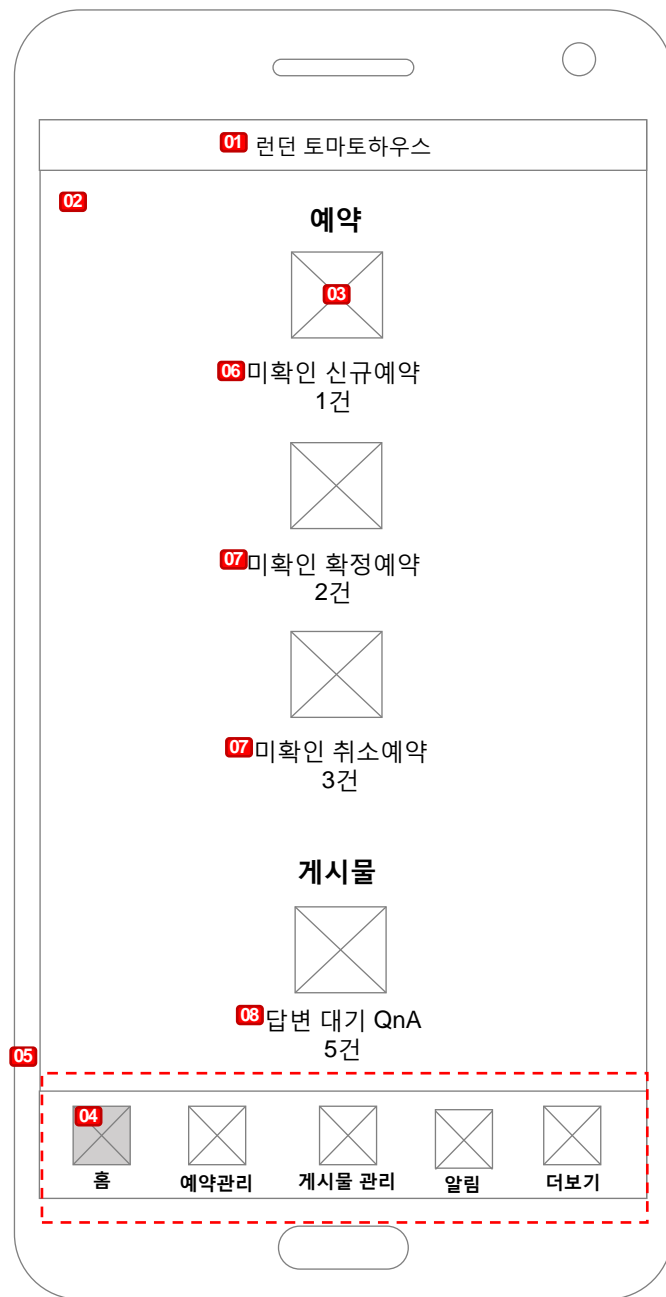 01 런던 토마토하우스
02
예약
03
06 미확인 신규예약
1건
07 미확인 확정예약
2건
07 미확인 취소예약
3건
게시물
08 답변 대기 QnA
5건
05
04
홈 예약관리 게시물 관리 알림 더보기